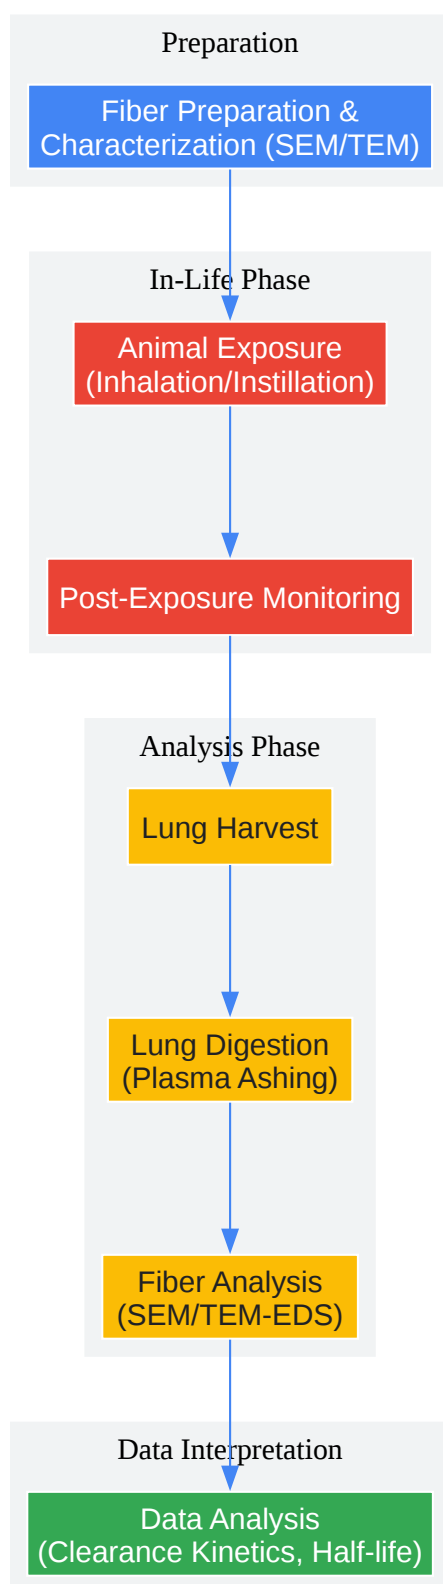 Preparation
Fiber Preparation &
Characterization (SEM/TEM)
In-Life Phase
Animal Exposure
(Inhalation/Instillation)
Post-Exposure Monitoring
Analysis Phase
Lung Harvest
Lung Digestion
(Plasma Ashing)
Fiber Analysis
(SEM/TEM-EDS)
Data Interpretation
Data Analysis
(Clearance Kinetics, Half-life)